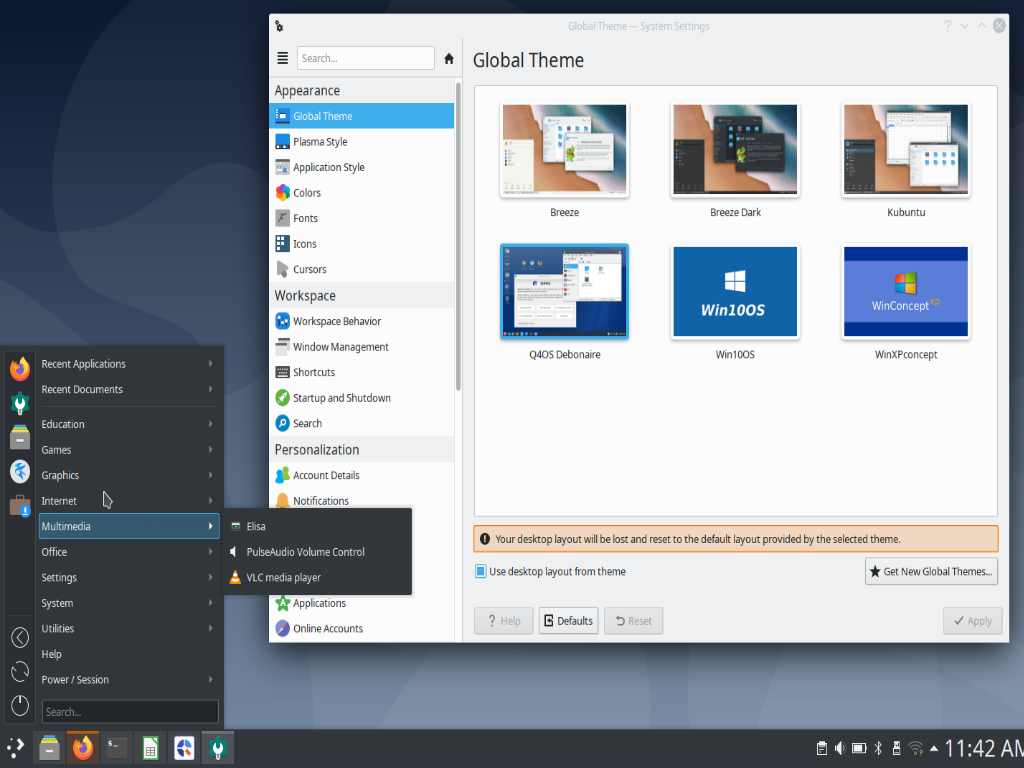 Global Theme — System Settings
Search...
Global Theme
Appearance
Global Theme
Plasma Style
Application Style
Colors
Fonts
Icons
Cursors
Workspace
Workspace Behavior
Window Management
Shortcuts
Startup and Shutdown
Search
Personalization
Account Details
Notifications
Applications
Online Accounts
Breeze
Breeze Dark
Kubuntu
Q4OS
Win10OS
WinConcept xp
Q4OS Debonaire
Win10OS
WinXPconcept
Your desktop layout will be lost and reset to the default layout provided by the selected theme.
Use desktop layout from theme
Get New Global Themes...
Help
Defaults
Reset
Apply
Recent Applications
Recent Documents
Education
Games
Graphics
Internet
Multimedia
Office
Settings
System
Utilities
Help
Power / Session
Search...
Elisa
PulseAudio Volume Control
VLC media player
11:42 AM